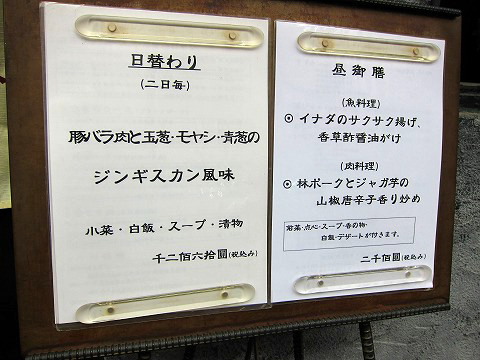 日替わり
(二日毎)
豚バラ肉と玉葱・モヤシ・青葱の
ジンギスカン風味
小菜・白飯・スープ・漬物
千二佰六拾圓(税込み)
昼御膳
(魚料理)
◎ イナダのサクサク揚げ、
香草酢醤油がけ
(肉料理)
◎ 林ポークとジャガ芋の
山椒唐辛子香り炒め
前菜・点心・スープ・香の物・
白飯・デザートが付きます。
二千佰圓(税込み)